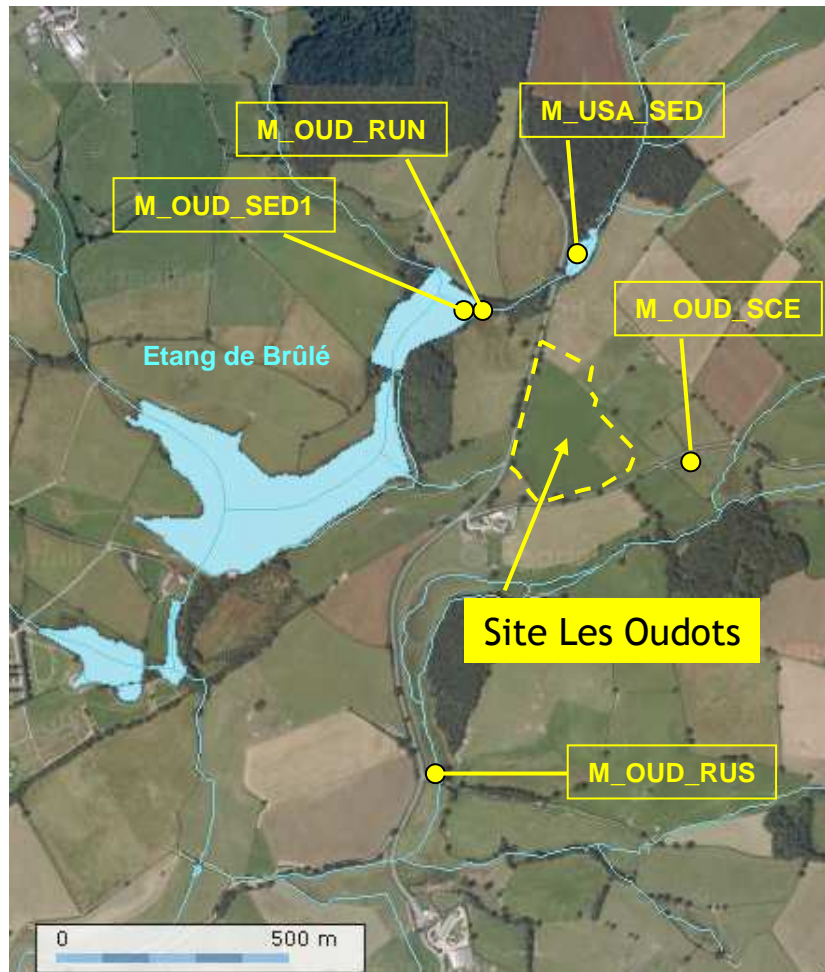 M_USA_SED
M_OUD_RUN
M_OUD_SED1
M_OUD_SCE
Etang de Brûlé
Site Les Oudots
M_OUD_RUS
0 500 m